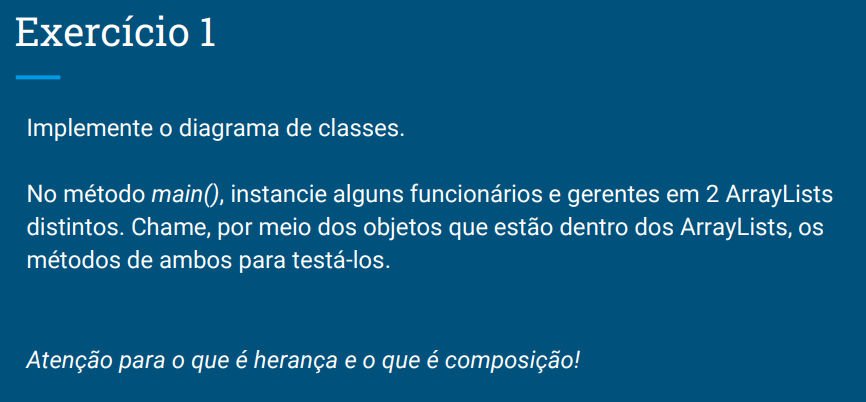 Exercício 1
Implemente o diagrama de classes.
No método main(), instancie alguns funcionários e gerentes em 2 ArrayLists
distintos. Chame, por meio dos objetos que estão dentro dos ArrayLists, os
métodos de ambos para testá-los.
Atenção para o que é herança e o que é composição!